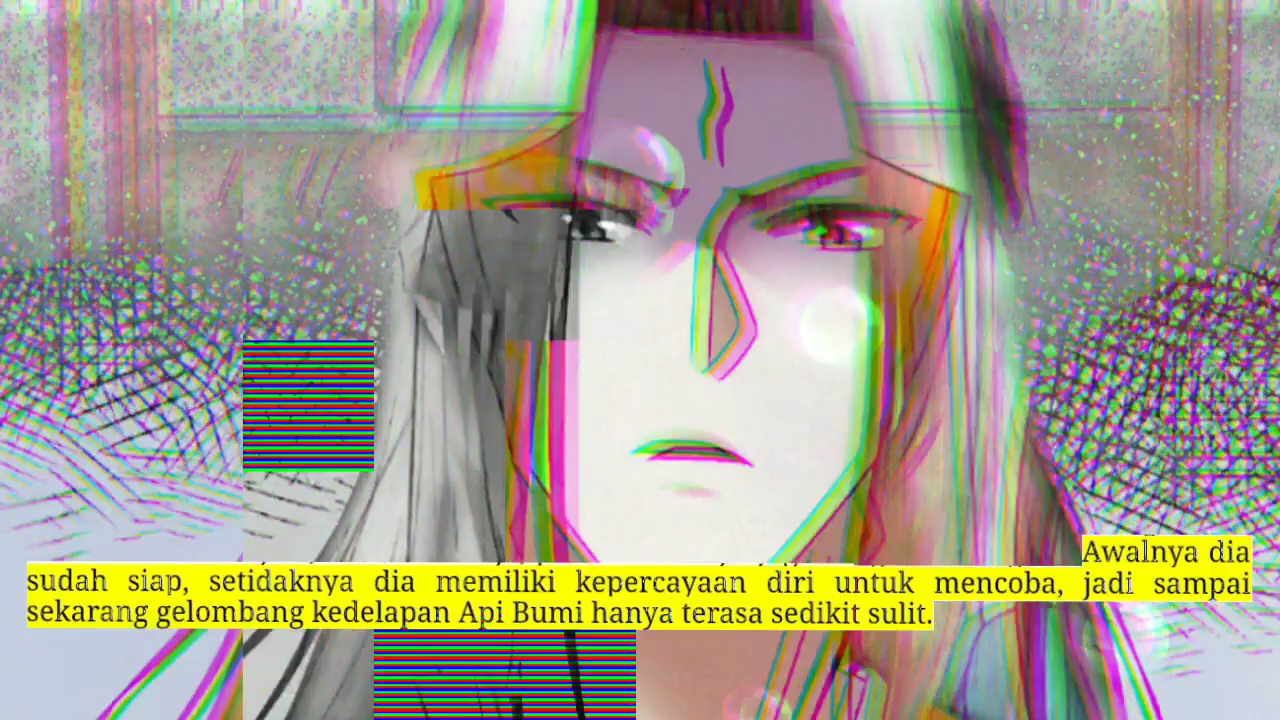 Awalnya dia
sudah siap, setidaknya dia memiliki kepercayaan diri untuk mencoba, jadi sampai
sekarang gelombang kedelapan Api Bumi hanya terasa sedikit sulit.